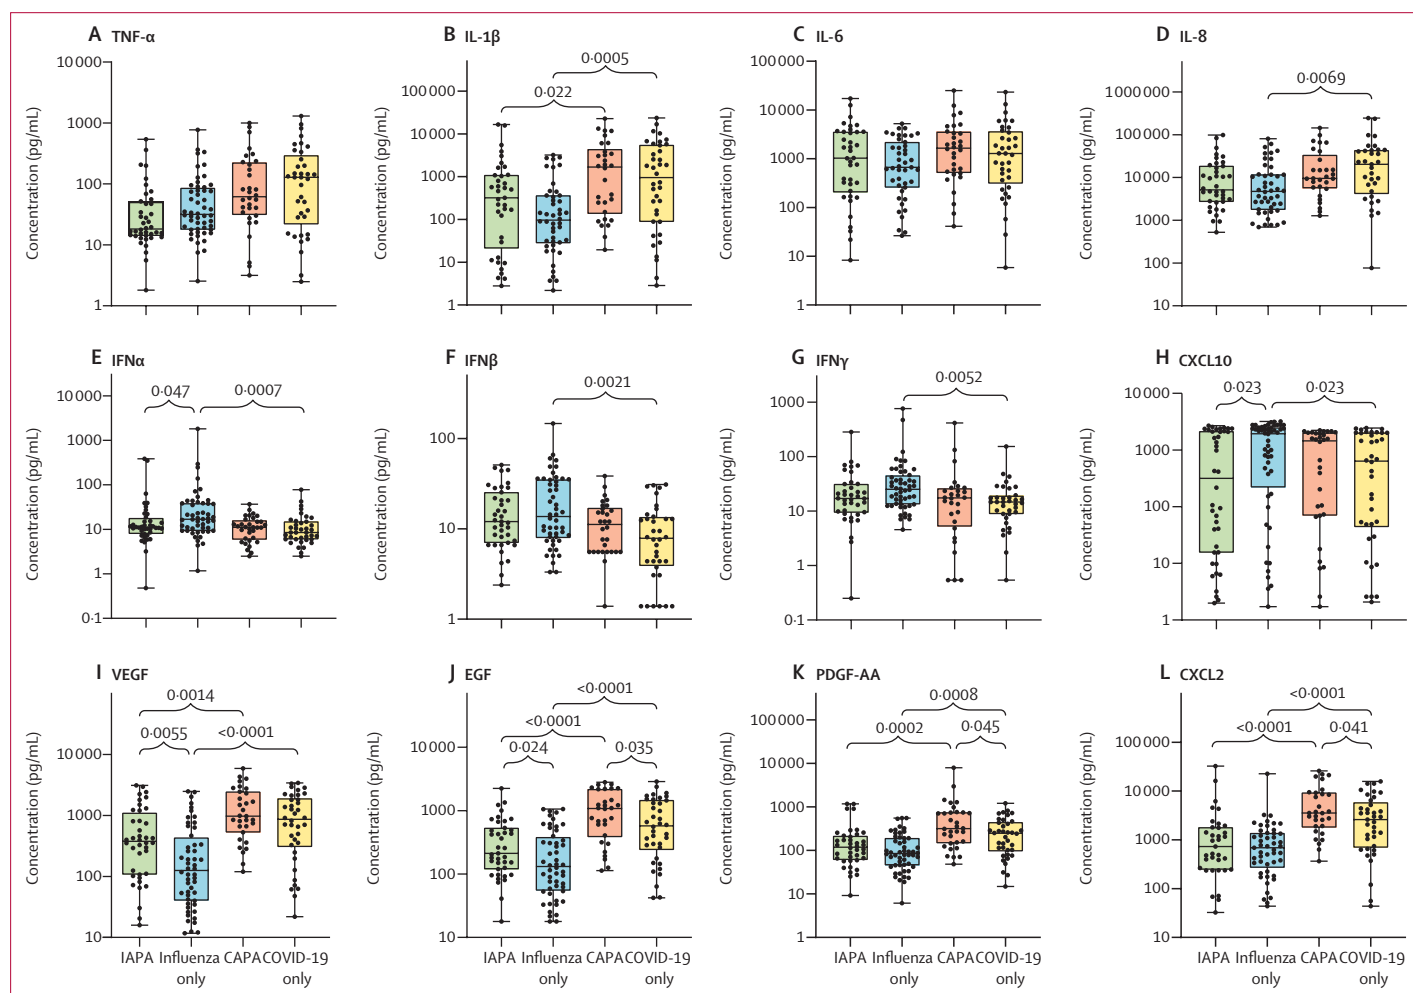 A TNF-α
Concentration (pg/mL)
10 000
1000
100
10
1
B IL-1β
0·0005
0·022
Concentration (pg/mL)
100 000
10 000
1000
100
10
1
C IL-6
Concentration (pg/mL)
100 000
10 000
1000
100
10
1
D IL-8
0·0069
Concentration (pg/mL)
1000 000
100 000
10 000
1000
100
10
E IFNα
0·047
0·0007
Concentration (pg/mL)
10 000
1000
100
10
1
0·1
F IFNβ
0·0021
Concentration (pg/mL)
100
10
1
G IFNγ
0·0052
Concentration (pg/mL)
1000
100
10
1
0·1
H CXCL10
0·023
0·023
Concentration (pg/mL)
10 000
1000
100
10
1
I VEGF
0·0014
0·0055
<0·0001
Concentration (pg/mL)
10 000
1000
100
10
IAPA
Influenza only
CAPA
COVID-19 only
J EGF
<0·0001
<0·0001
0·024
0·035
Concentration (pg/mL)
10 000
1000
100
10
IAPA
Influenza only
CAPA
COVID-19 only
K PDGF-AA
0·0008
0·0002
0·045
Concentration (pg/mL)
100 000
10 000
1000
100
10
1
IAPA
Influenza only
CAPA
COVID-19 only
L CXCL2
<0·0001
<0·0001
0·041
Concentration (pg/mL)
100 000
10 000
1000
100
10
IAPA
Influenza only
CAPA
COVID-19 only